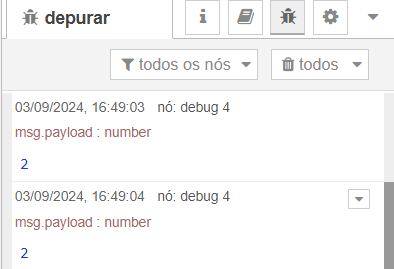 depurar
todos os nós
todos
03/09/2024, 16:49:03 nó: debug 4
msg.payload : number
2
03/09/2024, 16:49:04 nó: debug 4
msg.payload : number
2